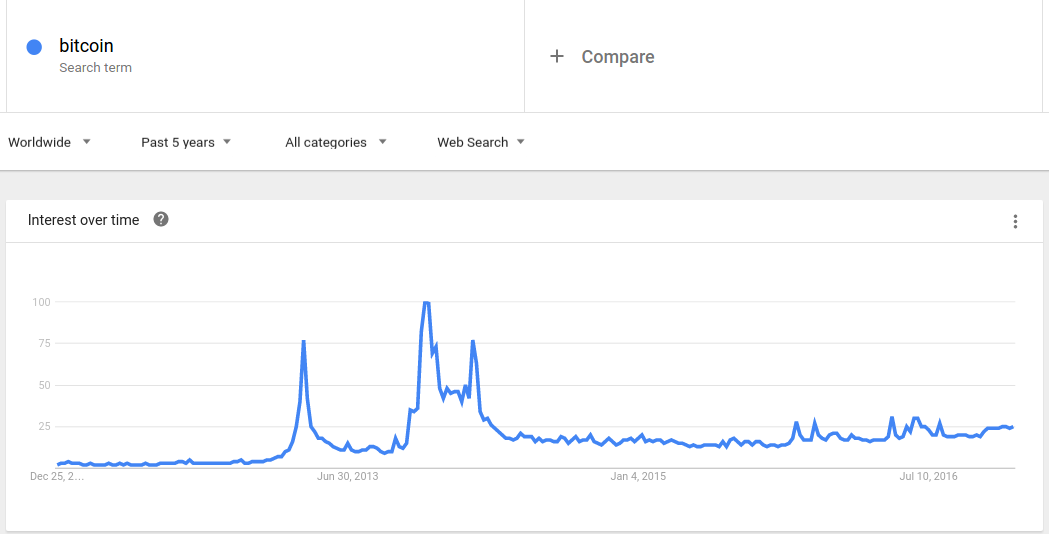 bitcoin
Search term
+ Compare
Worldwide
Past 5 years
All categories
Web Search
Interest over time ?
100
75
50
25
Dec 25, 2...
Jun 30, 2013
Jan 4, 2015
Jul 10, 2016